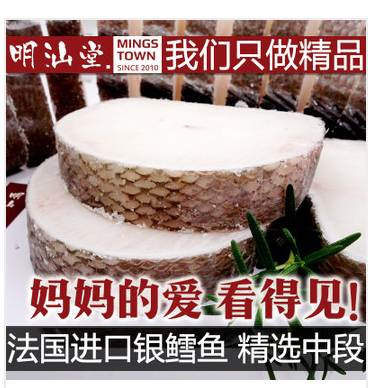 明汕堂.
MINGS
TOWN
SINCE 2010
我们只做精品
妈妈的爱 看得见!
法国进口银鳕鱼 精选中段